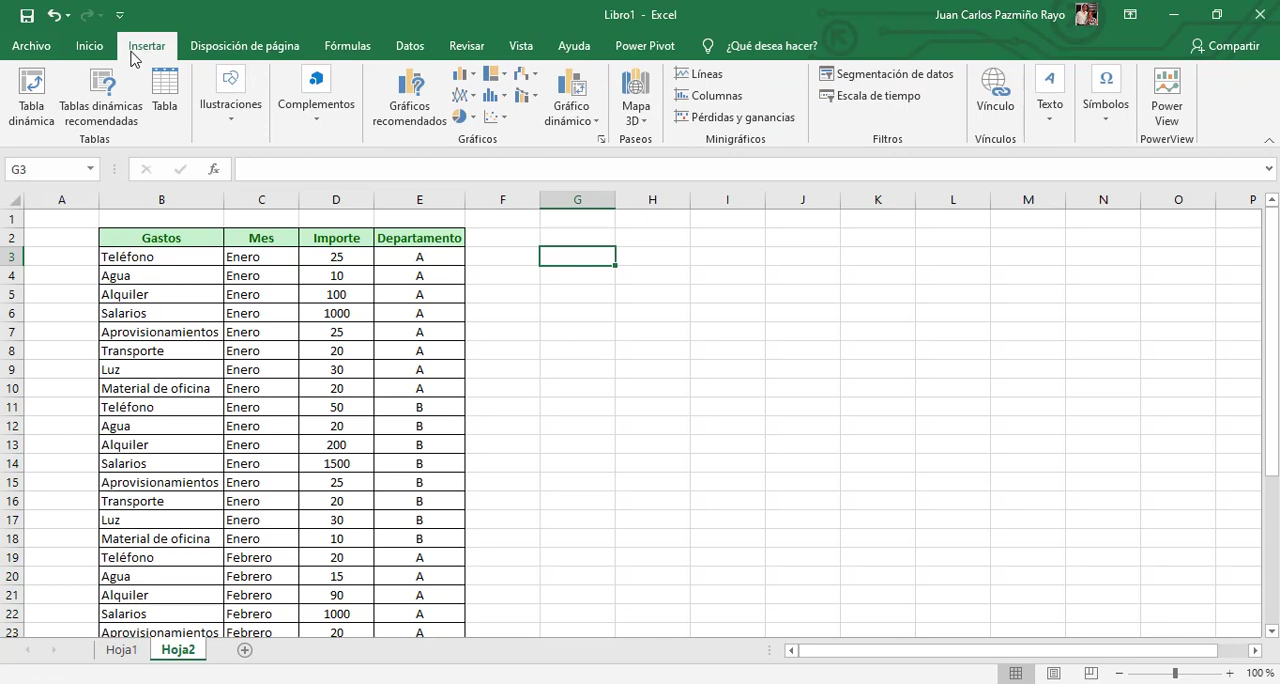 Libro1 - Excel
Juan Carlos Pazmiño Rayo
Archivo Inicio Insertar Disposición de página Fórmulas Datos Revisar Vista Ayuda Power Pivot ¿Qué desea hacer? Compartir
Tabla dinámica
Tablas dinámicas recomendadas
Tabla
Tablas
Ilustraciones
Complementos
Gráficos recomendados
Gráfico dinámico
Gráficos
Mapa 3D
Paseos
Líneas
Columnas
Pérdidas y ganancias
Minigráficos
Segmentación de datos
Escala de tiempo
Filtros
Vínculo
Vínculos
Texto
Símbolos
Power View
PowerView
G3 fx
A B C D E F G H I J K L M N O P
1
2 Gastos Mes Importe Departamento
3 Teléfono Enero 25 A
4 Agua Enero 10 A
5 Alquiler Enero 100 A
6 Salarios Enero 1000 A
7 Aprovisionamientos Enero 25 A
8 Transporte Enero 20 A
9 Luz Enero 30 A
10 Material de oficina Enero 20 A
11 Teléfono Enero 50 B
12 Agua Enero 20 B
13 Alquiler Enero 200 B
14 Salarios Enero 1500 B
15 Aprovisionamientos Enero 25 B
16 Transporte Enero 20 B
17 Luz Enero 30 B
18 Material de oficina Enero 10 B
19 Teléfono Febrero 20 A
20 Agua Febrero 15 A
21 Alquiler Febrero 90 A
22 Salarios Febrero 1000 A
23 Aprovisionamientos Febrero 20 A
Hoja1 Hoja2
100 %